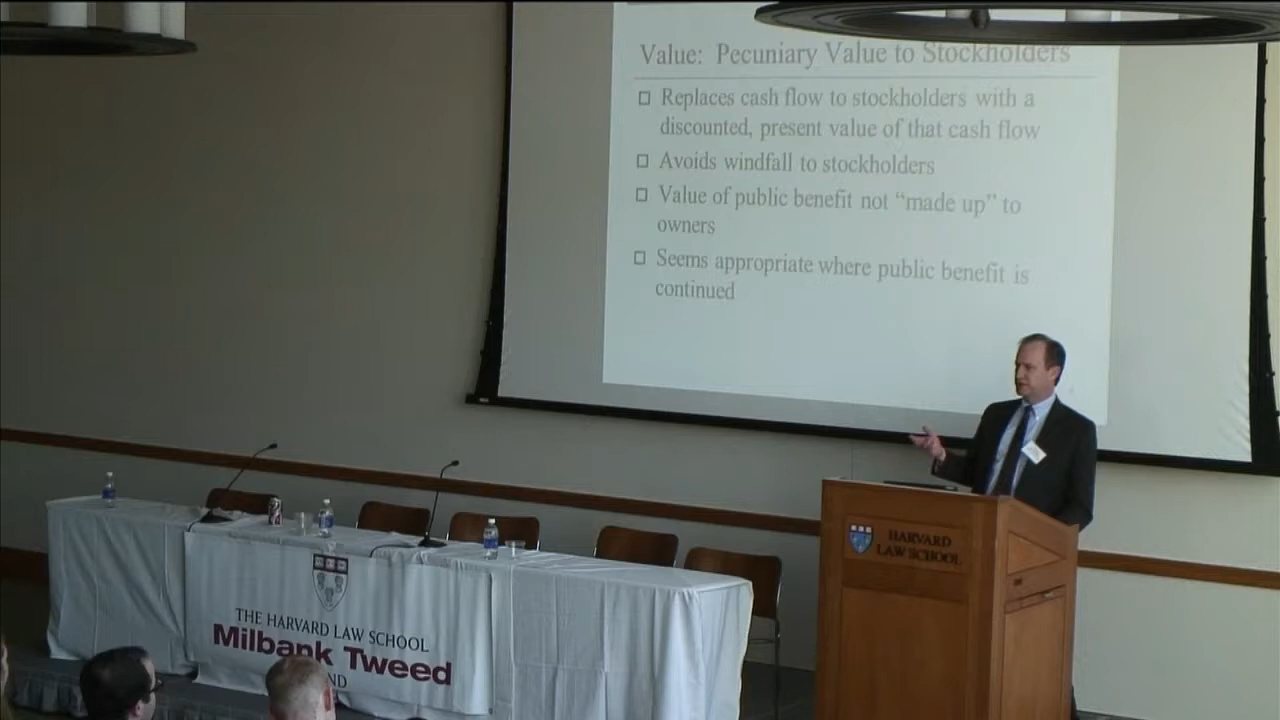 Value: Pecuniary Value to Stockholders
Replaces cash flow to stockholders with a
discounted, present value of that cash flow
Avoids windfall to stockholders
Value of public benefit not “made up” to
owners
Seems appropriate where public benefit is
continued
HARVARD
LAW SCHOOL
THE HARVARD LAW SCHOOL
Milbank Tweed